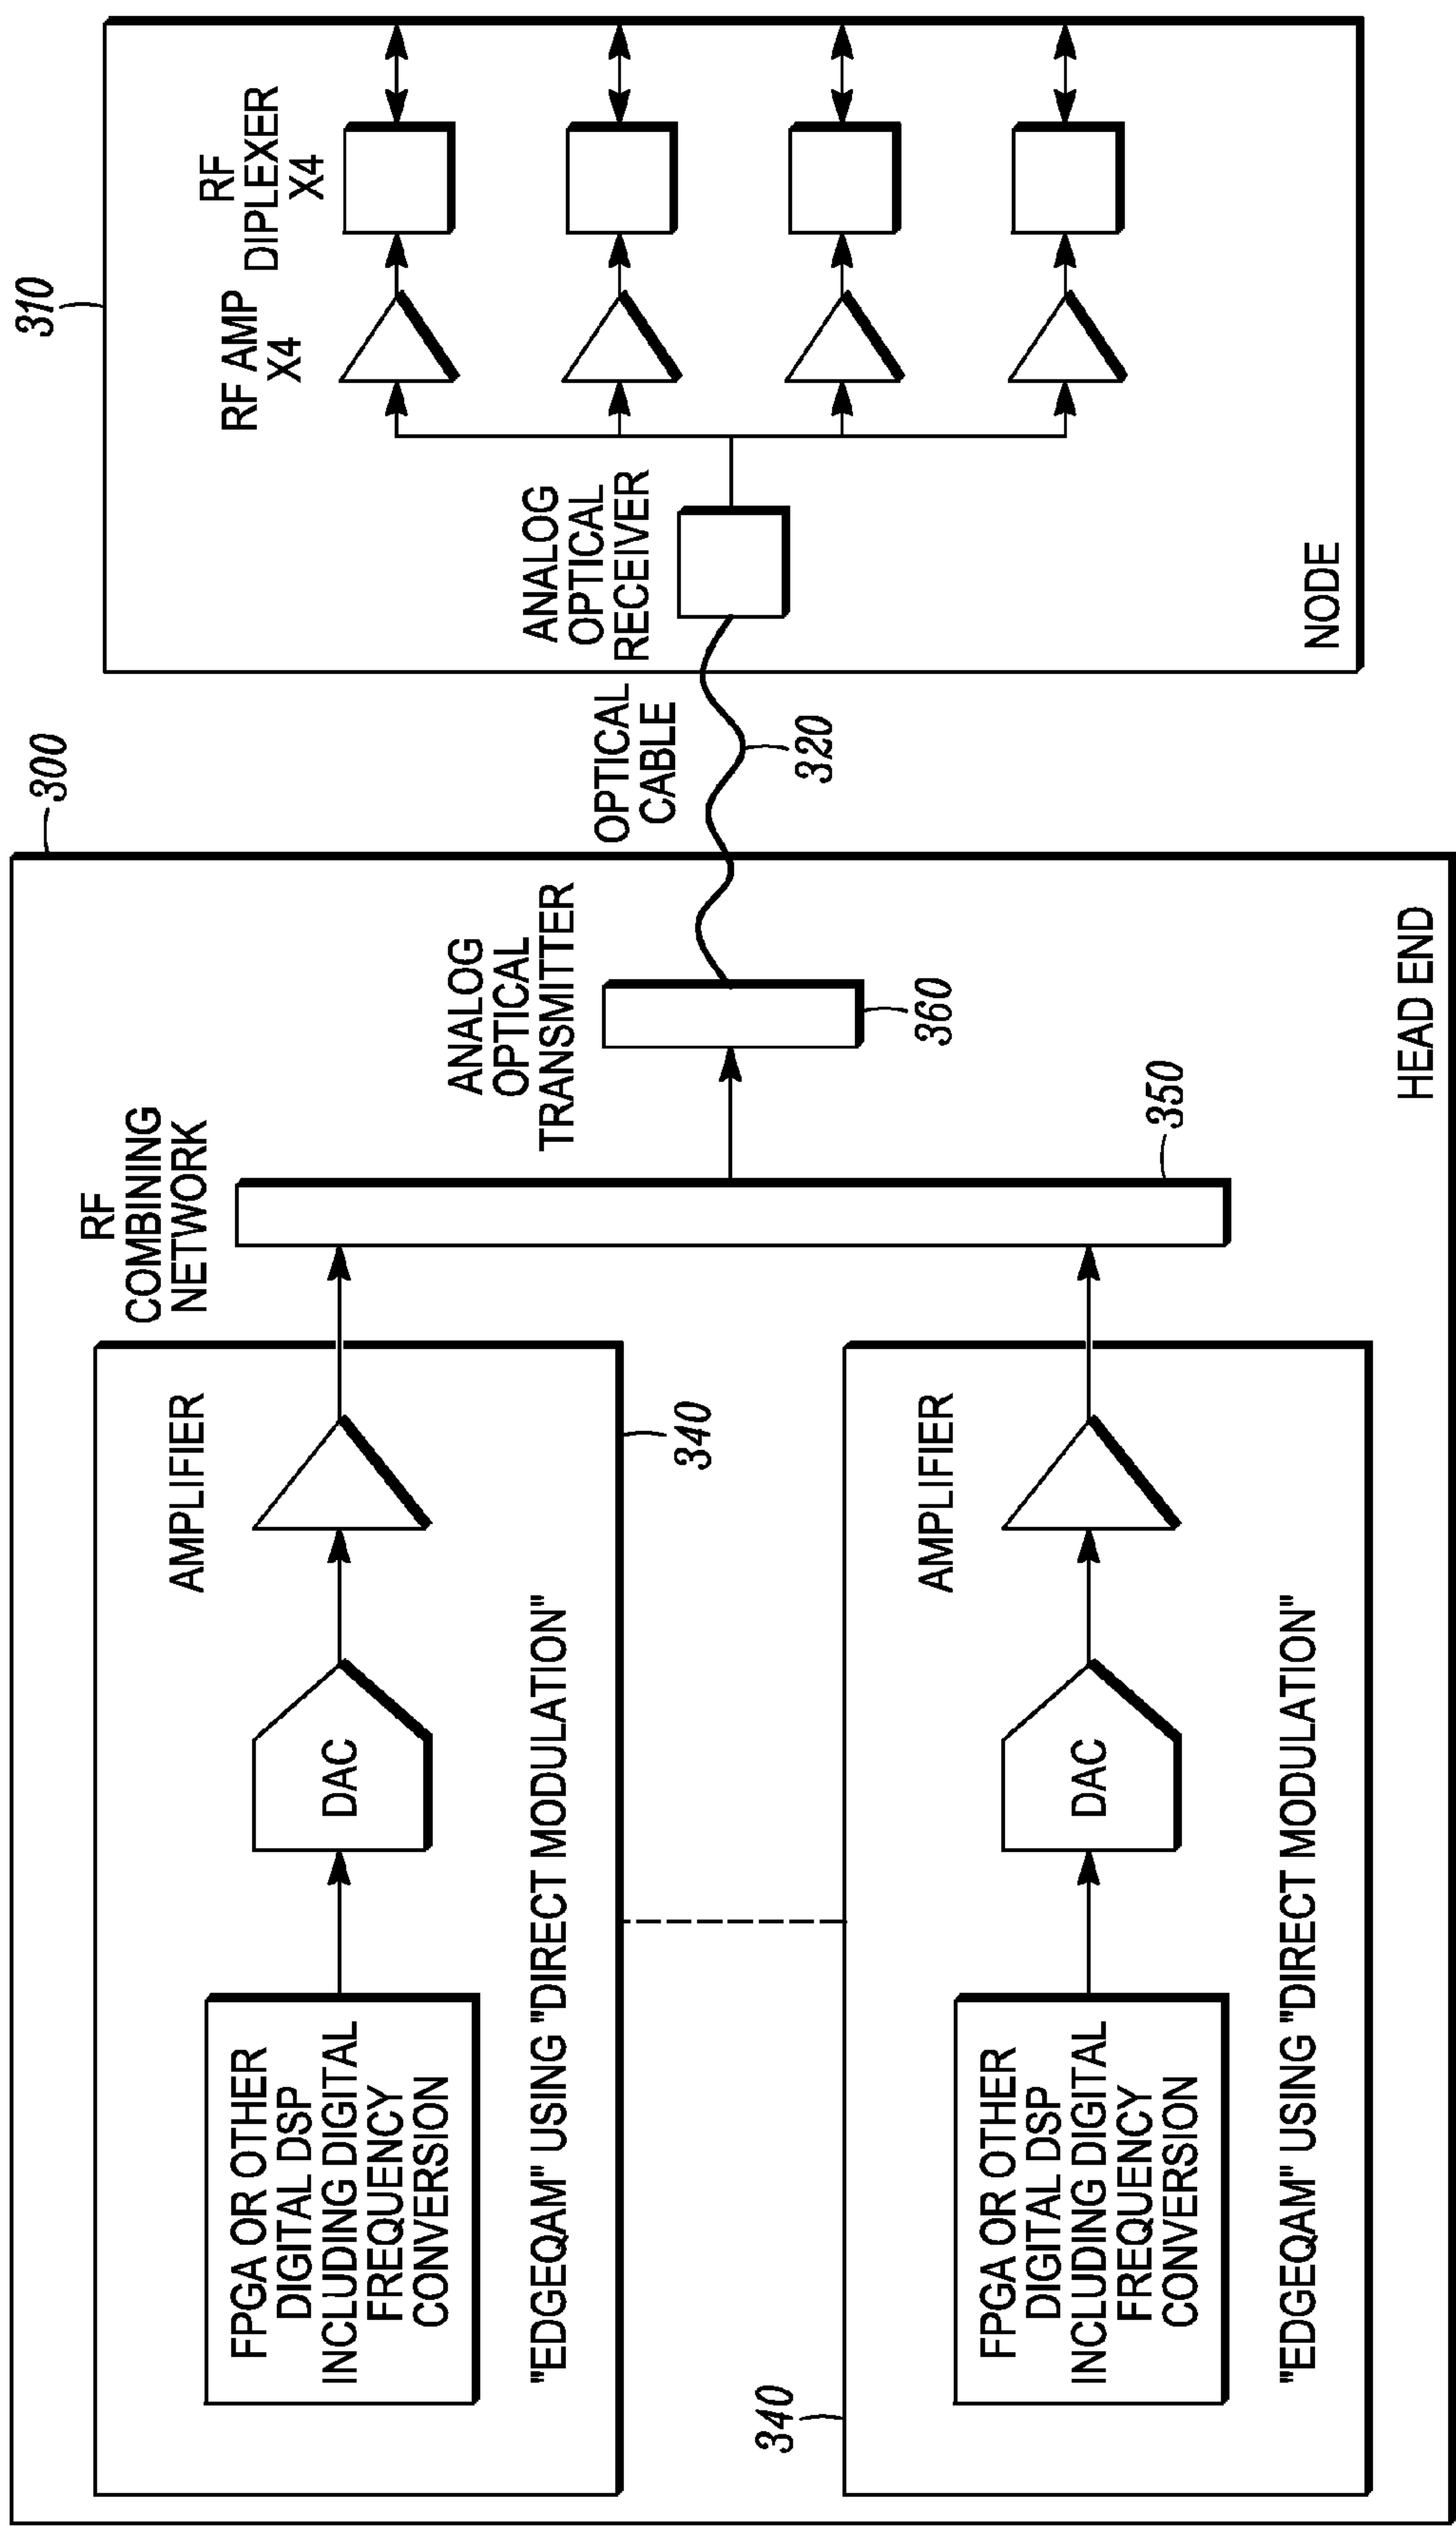 FPGA OR OTHER
DIGITAL DSP
INCLUDING DIGITAL
FREQUENCY
CONVERSION
DAC
AMPLIFIER
"EDGEQAM" USING "DIRECT MODULATION"
340
RF
COMBINING
NETWORK
340
FPGA OR OTHER
DIGITAL DSP
INCLUDING DIGITAL
FREQUENCY
CONVERSION
DAC
AMPLIFIER
"EDGEQAM" USING "DIRECT MODULATION"
350
ANALOG
OPTICAL
TRANSMITTER
360
HEAD END
300
OPTICAL
CABLE
320
310
ANALOG
OPTICAL
RECEIVER
RF AMP
X4
RF
DIPLEXER
X4
NODE